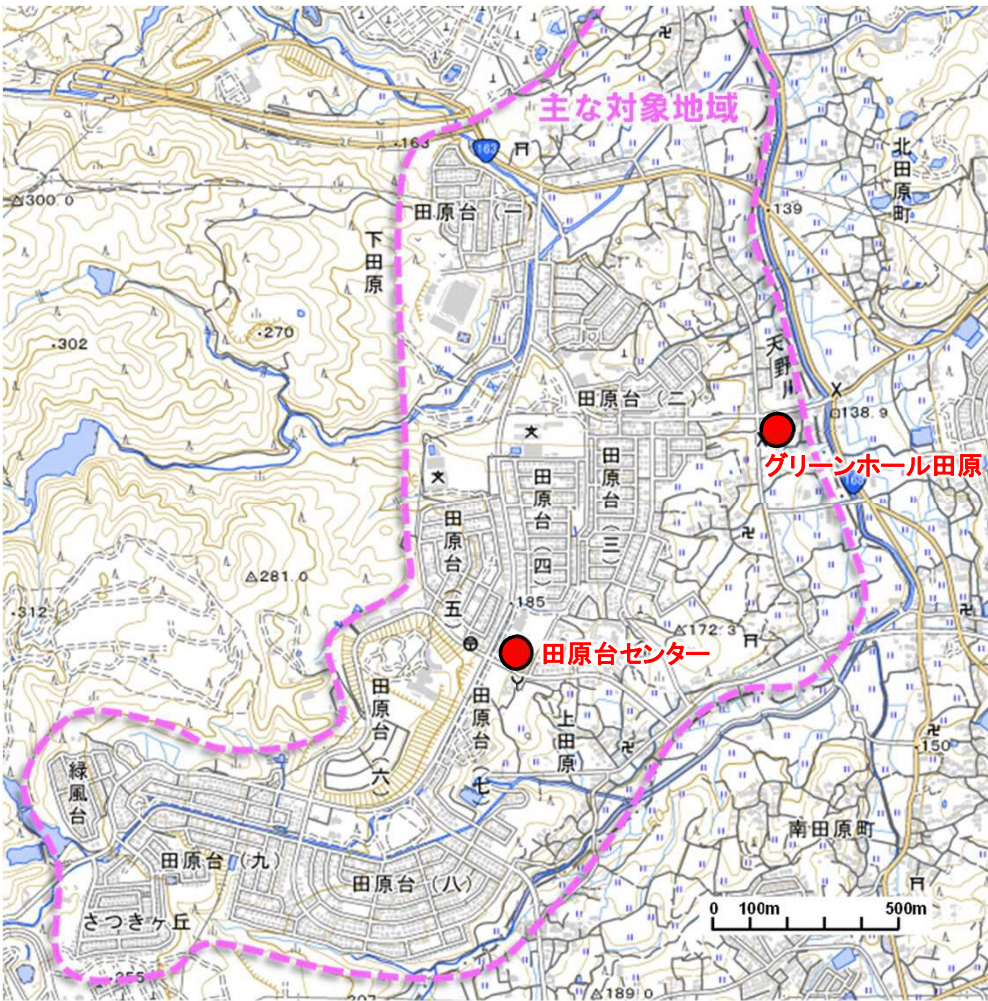 主な対象地域
163
163
北田原町
△300.0
田原台（一）
139
下田原
・270
・302
天野川
田原台（二）
138.9
グリーンホール田原
田原台（三）
田原台（四）
田原台（五）
△281.0
・312
・185
△172.3
田原台センター
田原台（六）
田原台（七）
上田原
・150
緑風台
南田原町
田原台（九）
田原台（八）
さつきヶ丘
0 100m 500m
△189.0